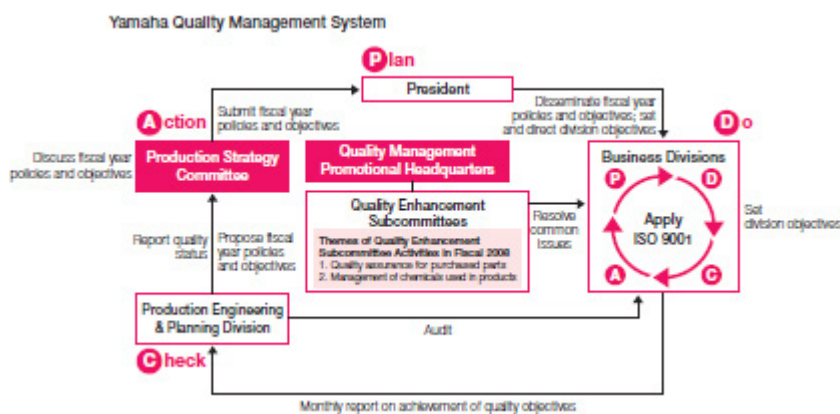 Yamaha Quality Management System
Plan
President
Submit fiscal year
policies and objectives
Disseminate fiscal year
policies and objectives; set
and direct division objectives
Action
Do
Discuss fiscal year
policies and objectives
Production Strategy
Committee
Quality Management
Promotional Headquarters
Business Divisions
P
D
Apply
ISO 9001
A
C
Set
division objectives
Quality Enhancement
Subcommittees
Resolve
common
issues
Themes of Quality Enhancement
Subcommittee Activities in Fiscal 2008
1. Quality assurance for purchased parts
2. Management of chemicals used in products
Report quality
status
Propose fiscal
year policies
and objectives
Production Engineering
& Planning Division
Audit
Check
Monthly report on achievement of quality objectives